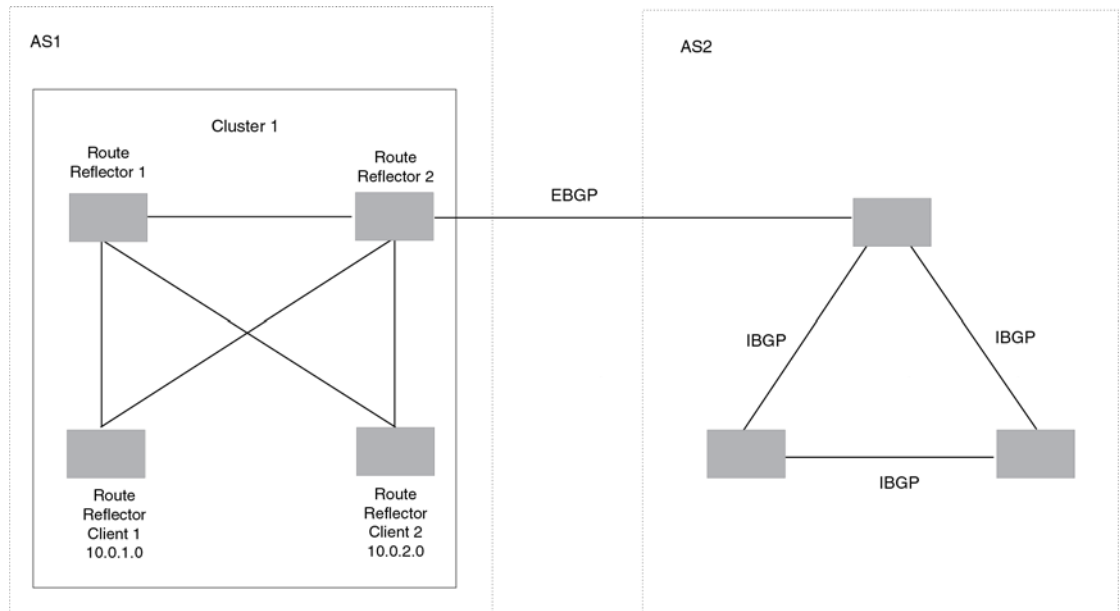 AS1
AS2
Cluster 1
Route
Reflector 1
Route
Reflector 2
EBGP
IBGP
IBGP
IBGP
Route
Reflector
Client 1
10.0.1.0
Route
Reflector
Client 2
10.0.2.0